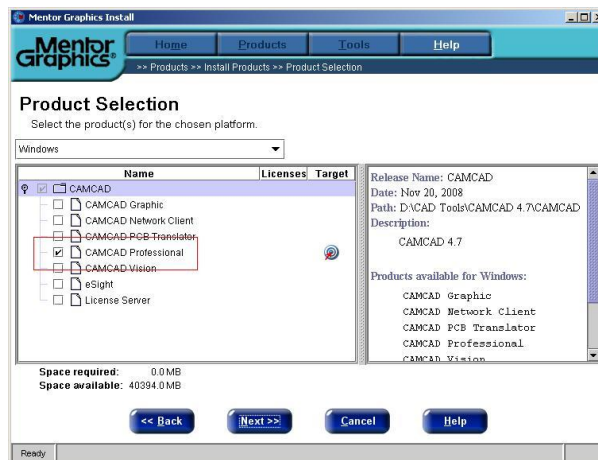 Mentor Graphics Install
Mentor Graphics®
Home
Products
Tools
Help
>> Products >> Install Products >> Product Selection
Product Selection
Select the product(s) for the chosen platform.
Windows
Name Licenses Target
CAMCAD
CAMCAD Graphic
CAMCAD Network Client
CAMCAD PCB Translator
CAMCAD Professional
CAMCAD Vision
eSight
License Server
Release Name: CAMCAD
Date: Nov 20, 2008
Path: D:\CAD Tools\CAMCAD 4.7\CAMCAD
Description:
CAMCAD 4.7
Products available for Windows:
CAMCAD Graphic
CAMCAD Network Client
CAMCAD PCB Translator
CAMCAD Professional
CAMCAD Vision
Space required: 0.0 MB
Space available: 40394.0 MB
<< Back
Next >>
Cancel
Help
Ready